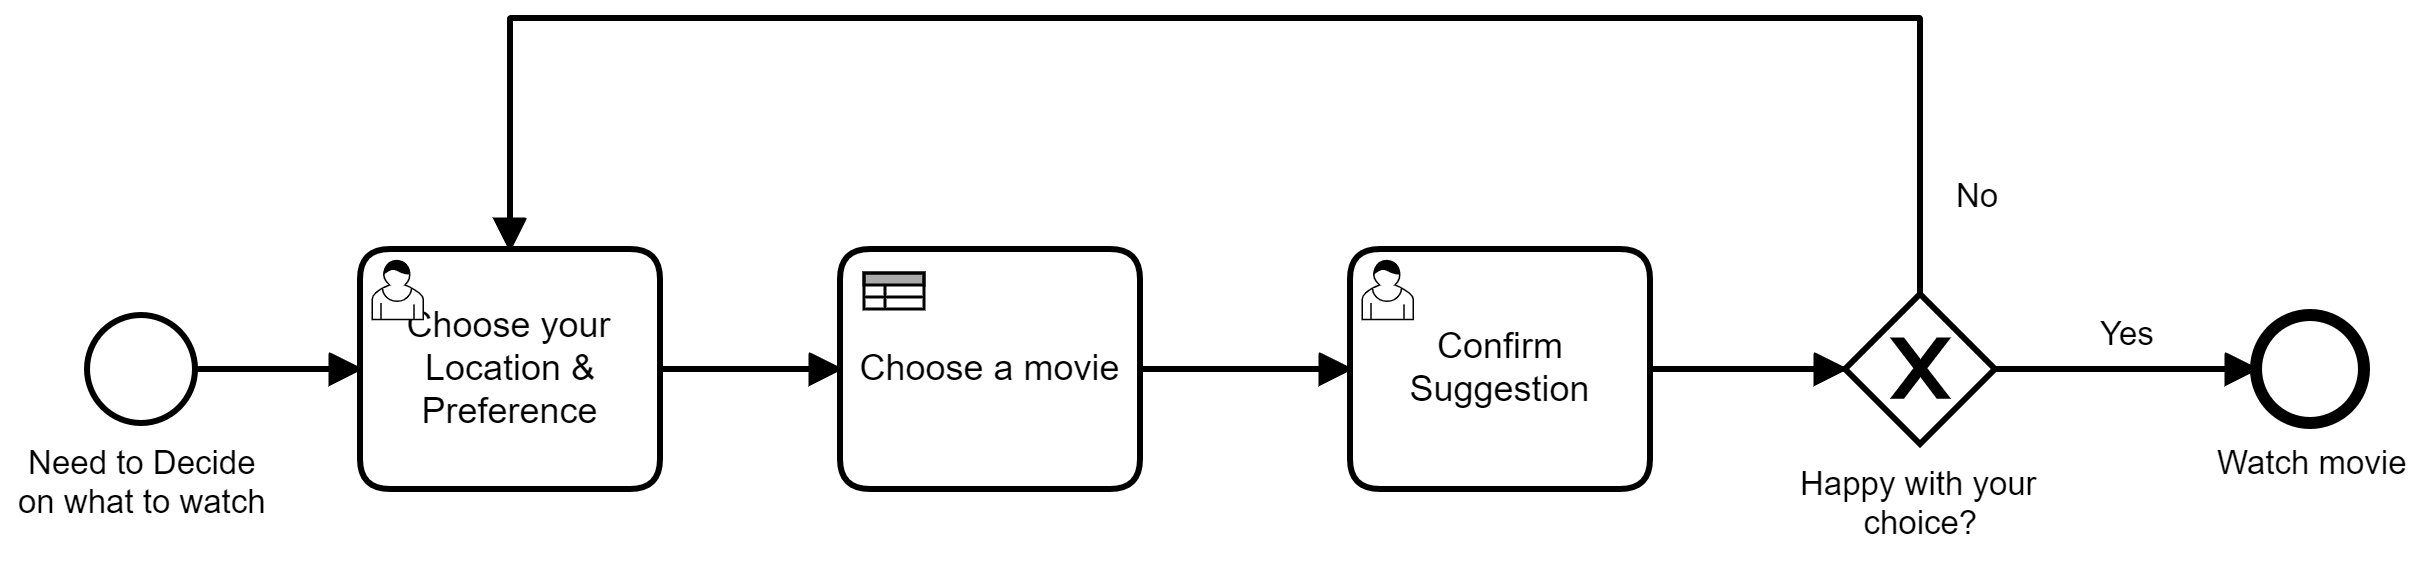 Need to Decide
on what to watch
Choose your
Location &
Preference
Choose a movie
Confirm
Suggestion
No
X
Happy with your
choice?
Yes
Watch movie